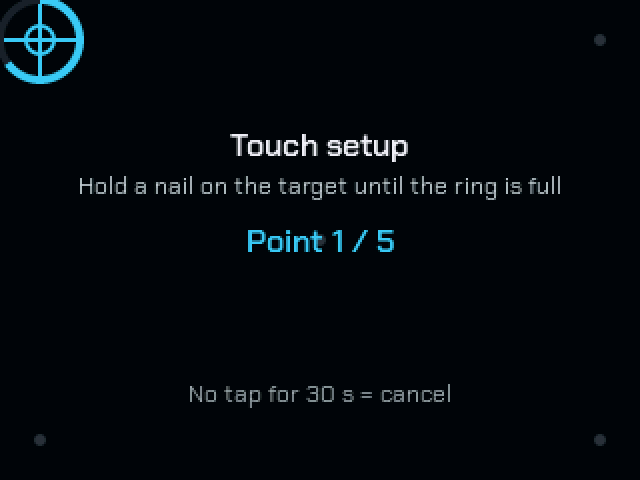 Touch setup
Hold a nail on the target until the ring is full
Point 1 / 5
No tap for 30 s = cancel